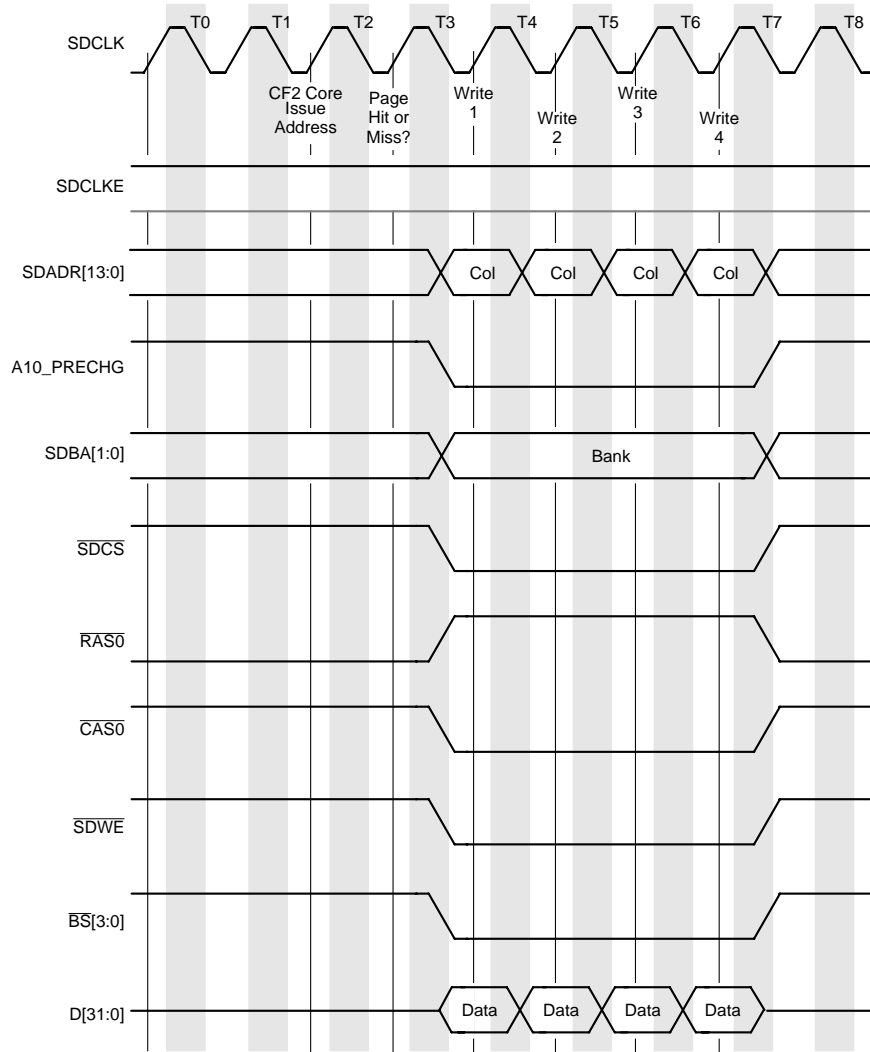 T0 T1 T2 T3 T4 T5 T6 T7 T8
SDCLK
CF2 Core
Issue
Address
Page
Hit or
Miss?
Write
1
Write
2
Write
3
Write
4
SDCLKE
SDADR[13:0]
Col Col Col Col
A10_PRECHG
SDBA[1:0]
Bank
SDCS
RAS0
CAS0
SDWE
BS[3:0]
D[31:0]
Data Data Data Data